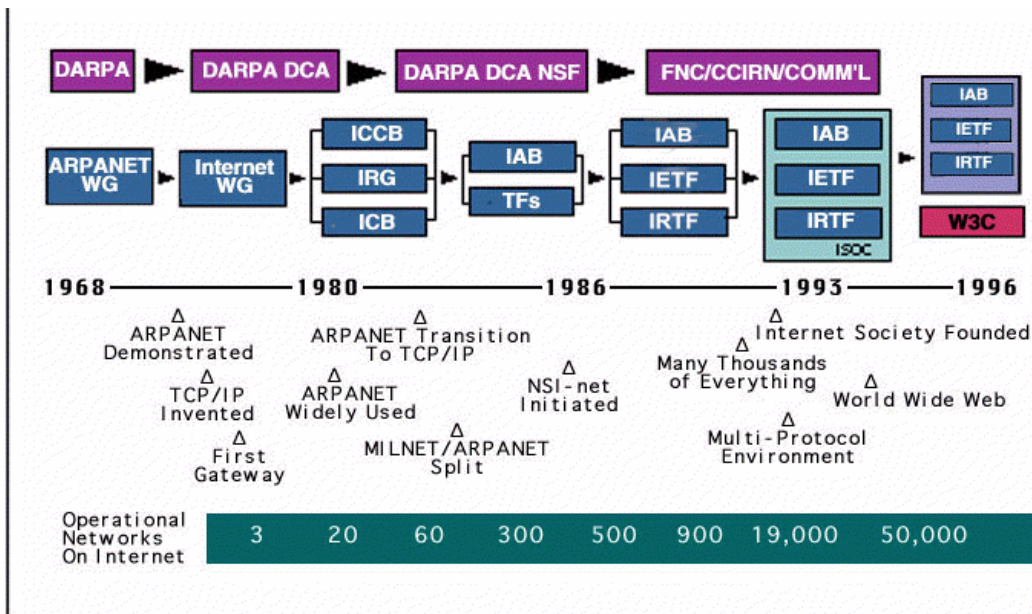 DARPA
DARPA DCA
DARPA DCA NSF
FNC/CCIRN/COMM'L
ARPANET
WG
Internet
WG
ICCB
IRG
ICB
IAB
TFs
IAB
IETF
IRTF
IAB
IETF
IRTF
ISOC
IAB
IETF
IRTF
W3C
1968
1980
1986
1993
1996
ARPANET
Demonstrated
TCP/IP
Invented
First
Gateway
ARPANET Transition
To TCP/IP
ARPANET
Widely Used
MILNET/ARPANET
Split
NSI-net
Initiated
Internet Society Founded
Many Thousands
of Everything
World Wide Web
Multi-Protocol
Environment
Operational
Networks
On Internet
3 20 60 300 500 900 19,000 50,000